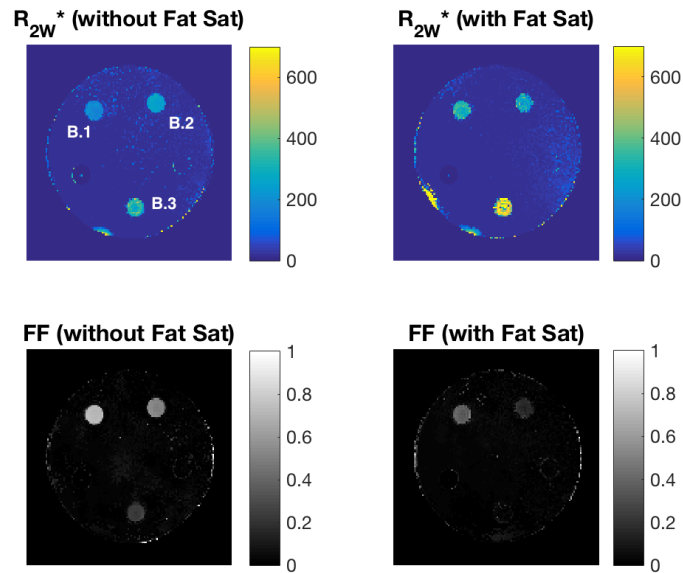 R2W* (without Fat Sat)
R2W* (with Fat Sat)
B.1
B.2
B.3
600
400
200
0
600
400
200
0
FF (without Fat Sat)
FF (with Fat Sat)
1
0.8
0.6
0.4
0.2
0
1
0.8
0.6
0.4
0.2
0